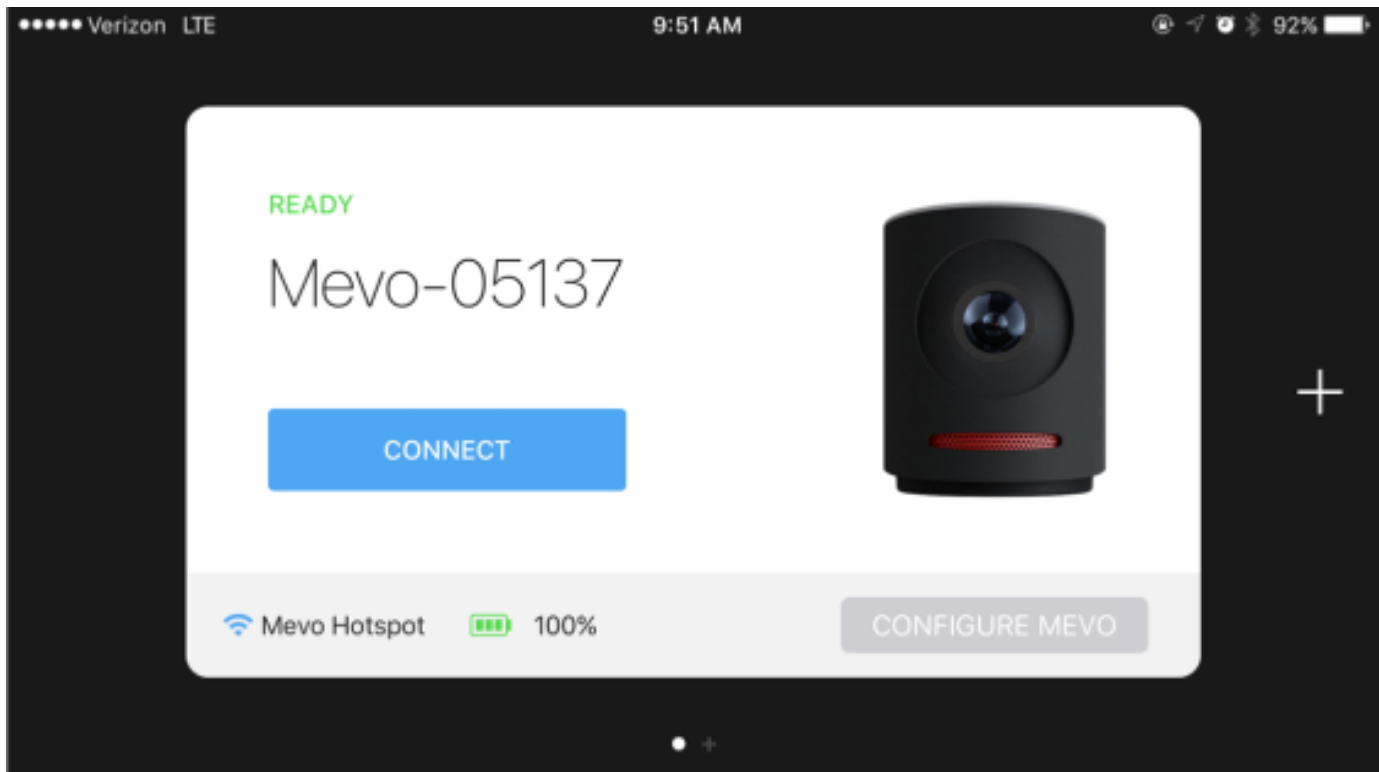 Verizon LTE 9:51 AM 92%
READY
Mevo-05137
CONNECT
Mevo Hotspot 100% CONFIGURE MEVO